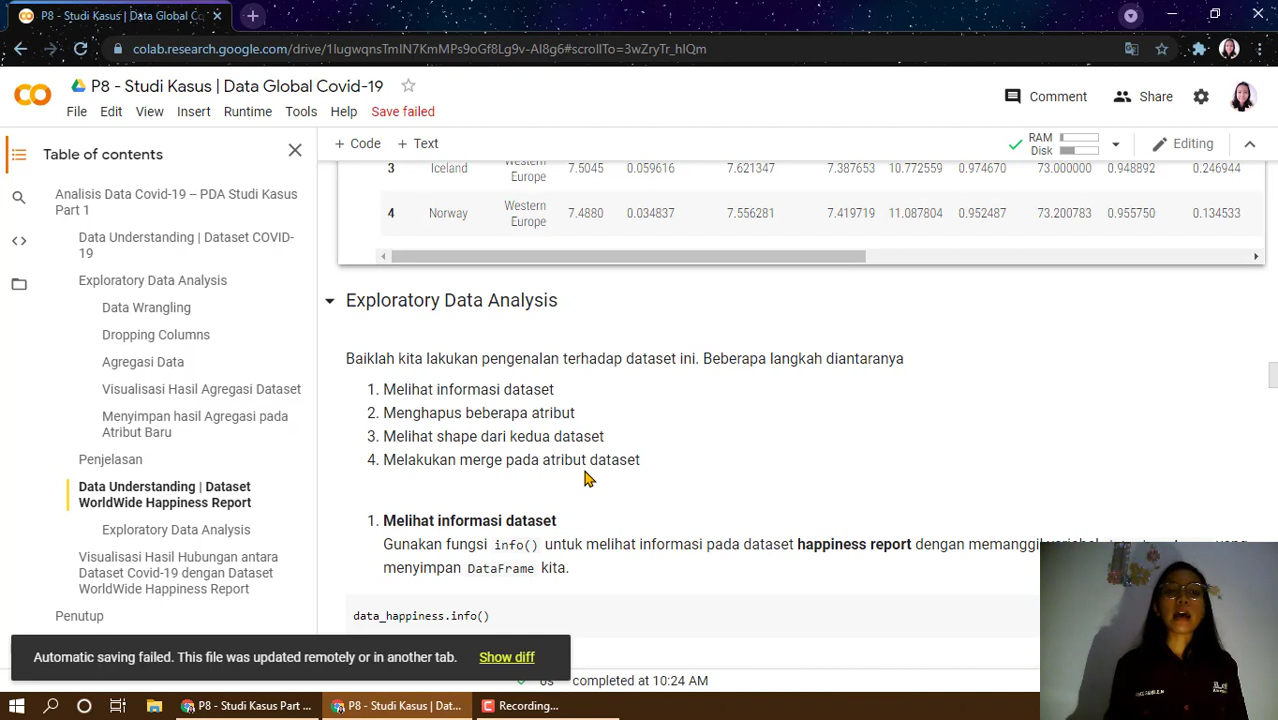 P8 - Studi Kasus | Data Global Co
colab.research.google.com/drive/1lugwqnsTmIN7KmMPs9oGf8Lg9v-AI8g6#scrollTo=3wZryTr_hIQm
P8 - Studi Kasus | Data Global Covid-19
File Edit View Insert Runtime Tools Help Save failed
Comment Share
+ Code + Text
RAM
Disk
Editing
Table of contents
Analisis Data Covid-19 – PDA Studi Kasus
Part 1
Data Understanding | Dataset COVID-
19
Exploratory Data Analysis
Data Wrangling
Dropping Columns
Agregasi Data
Visualisasi Hasil Agregasi Dataset
Menyimpan hasil Agregasi pada
Atribut Baru
Penjelasan
Data Understanding | Dataset
WorldWide Happiness Report
Exploratory Data Analysis
Visualisasi Hasil Hubungan antara
Dataset Covid-19 dengan Dataset
WorldWide Happiness Report
Penutup
3 Iceland Western Europe 7.5045 0.059616 7.621347 7.387653 10.772559 0.974670 73.000000 0.948892 0.246944
4 Norway Western Europe 7.4880 0.034837 7.556281 7.419719 11.087804 0.952487 73.200783 0.955750 0.134533
Exploratory Data Analysis
Baiklah kita lakukan pengenalan terhadap dataset ini. Beberapa langkah diantaranya
1. Melihat informasi dataset
2. Menghapus beberapa atribut
3. Melihat shape dari kedua dataset
4. Melakukan merge pada atribut dataset
1. Melihat informasi dataset
Gunakan fungsi info() untuk melihat informasi pada dataset happiness report dengan memanggil
menyimpan DataFrame kita.
data_happiness.info()
Automatic saving failed. This file was updated remotely or in another tab. Show diff
0s completed at 10:24 AM
P8 - Studi Kasus Part ...
P8 - Studi Kasus | Dat...
Recording...